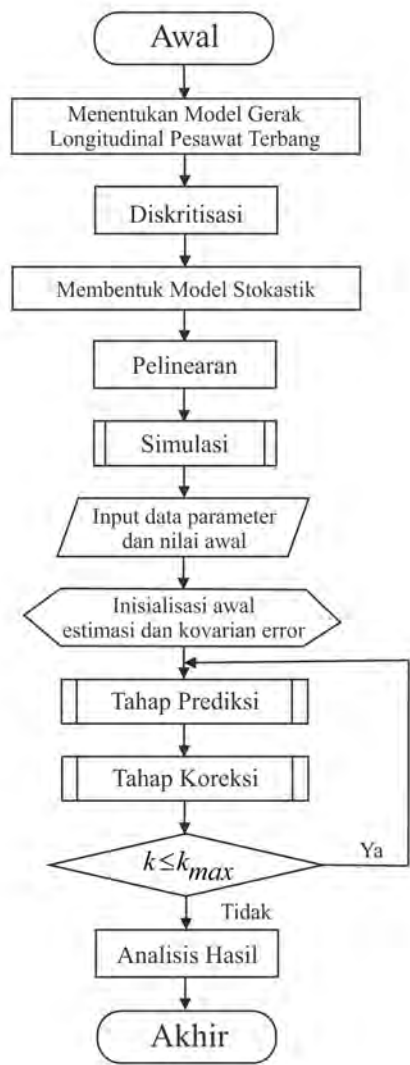 Awal
Menentukan Model Gerak
Longitudinal Pesawat Terbang
Diskritisasi
Membentuk Model Stokastik
Pelinearan
Simulasi
Input data parameter
dan nilai awal
Inisialisasi awal
estimasi dan kovarian error
Tahap Prediksi
Tahap Koreksi
k≤k_max
Ya
Tidak
Analisis Hasil
Akhir